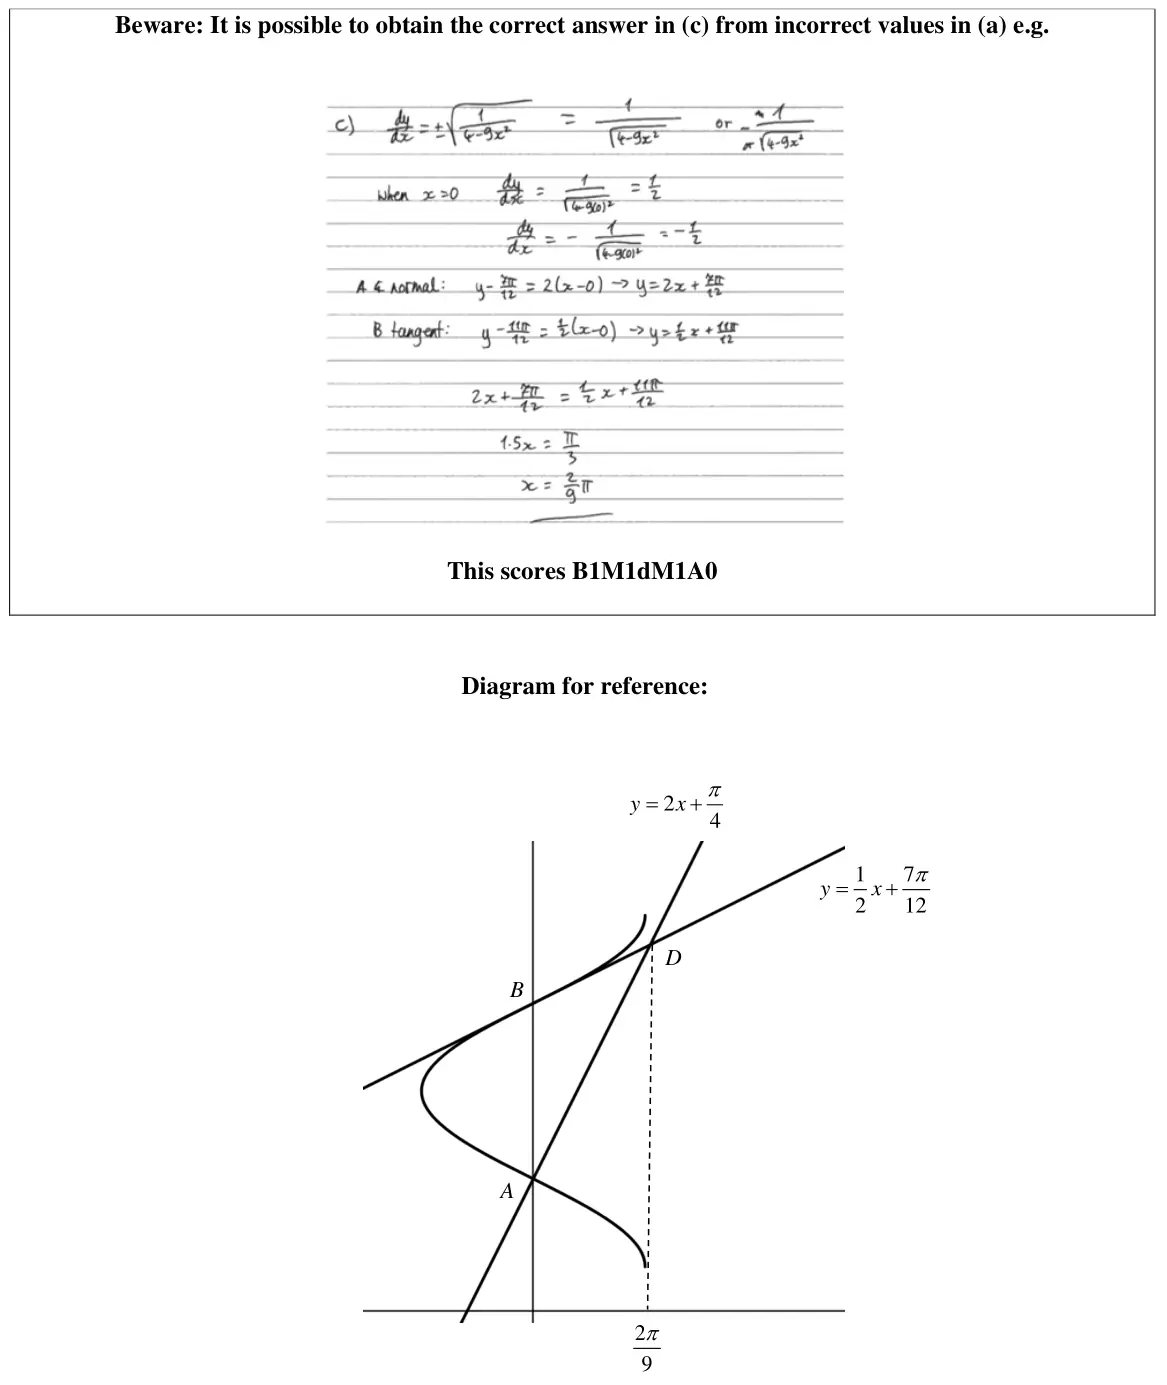 Beware: It is possible to obtain the correct answer in (c) from incorrect values in (a) e.g.
c) dy/dx = ±√(1/(4-9x²)) = 1/√(4-9x²) or - 1/√(4-9x²)
when x=0 dy/dx = 1/√(4-9(0)²) = 1/2
dy/dx = - 1/√(4-9(0)²) = -1/2
A & normal: y - 7π/12 = 2(x-0) → y = 2x + 7π/12
B tangent: y - 11π/12 = 1/2(x-0) → y = 1/2 x + 11π/12
2x + 7π/12 = 1/2 x + 11π/12
1.5x = π/3
x = 2/9 π
This scores B1M1dM1A0
Diagram for reference:
y = 2x + π/4
y = 1/2 x + 7π/12
D
B
A
2π/9